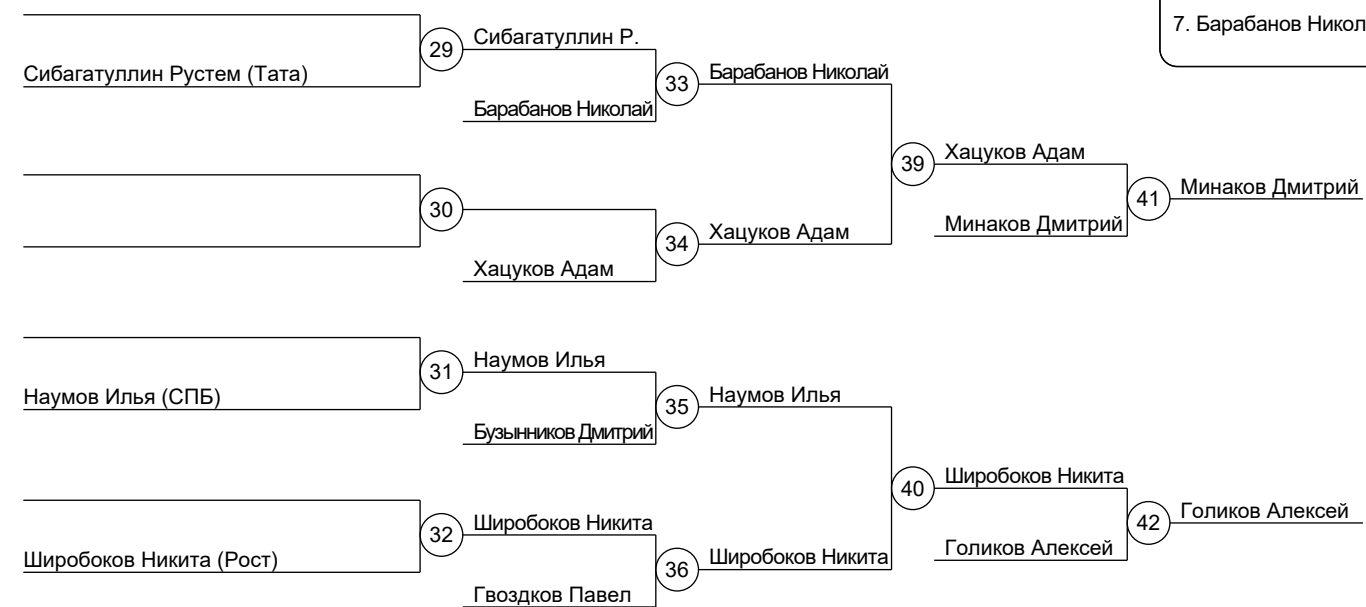 7. Барабанов Никол
Сибагатуллин Р.
29
Сибагатуллин Рустем (Тата)
Барабанов Николай
33
Барабанов Николай
Хацуков Адам
39
Минаков Дмитрий
41
30
Минаков Дмитрий
Хацуков Адам
34
Хацуков Адам
Наумов Илья
31
Наумов Илья (СПБ)
Наумов Илья
35
Бузынников Дмитрий
Широбоков Никита
40
Голиков Алексей
42
Широбоков Никита
32
Голиков Алексей
Широбоков Никита (Рост)
Широбоков Никита
36
Гвоздков Павел